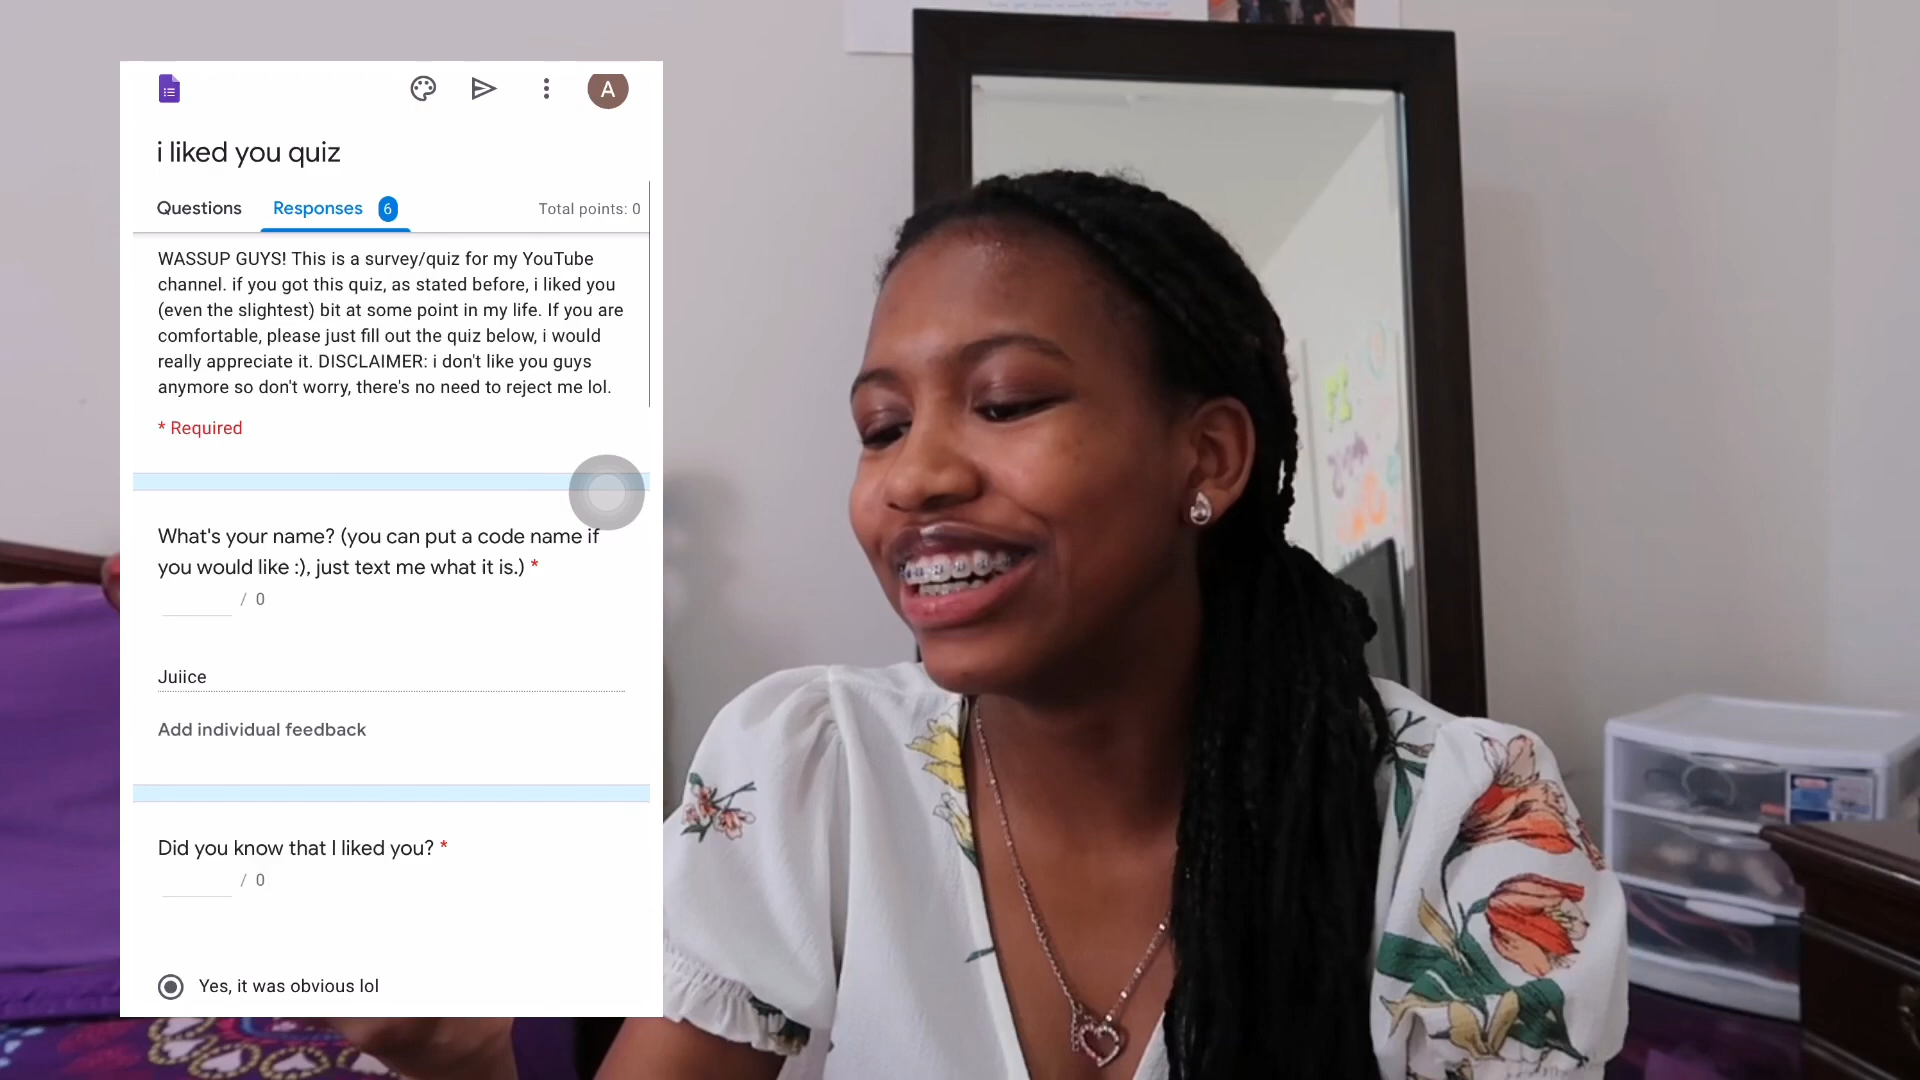 A
i liked you quiz
Questions Responses 6 Total points: 0
WASSUP GUYS! This is a survey/quiz for my YouTube
channel. if you got this quiz, as stated before, i liked you
(even the slightest) bit at some point in my life. If you are
comfortable, please just fill out the quiz below, i would
really appreciate it. DISCLAIMER: i don't like you guys
anymore so don't worry, there's no need to reject me lol.
* Required
What's your name? (you can put a code name if
you would like :), just text me what it is.) *
/ 0
Juiice
Add individual feedback
Did you know that I liked you? *
/ 0
Yes, it was obvious lol